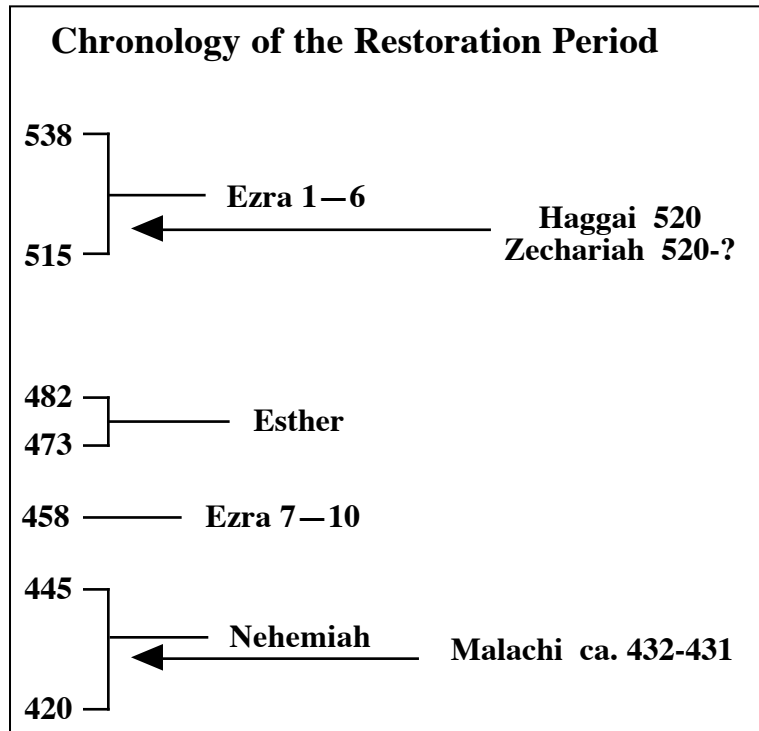 Chronology of the Restoration Period
538
Ezra 1—6
Haggai 520
Zechariah 520-?
515
482
Esther
473
458
Ezra 7—10
445
Nehemiah
Malachi ca. 432-431
420